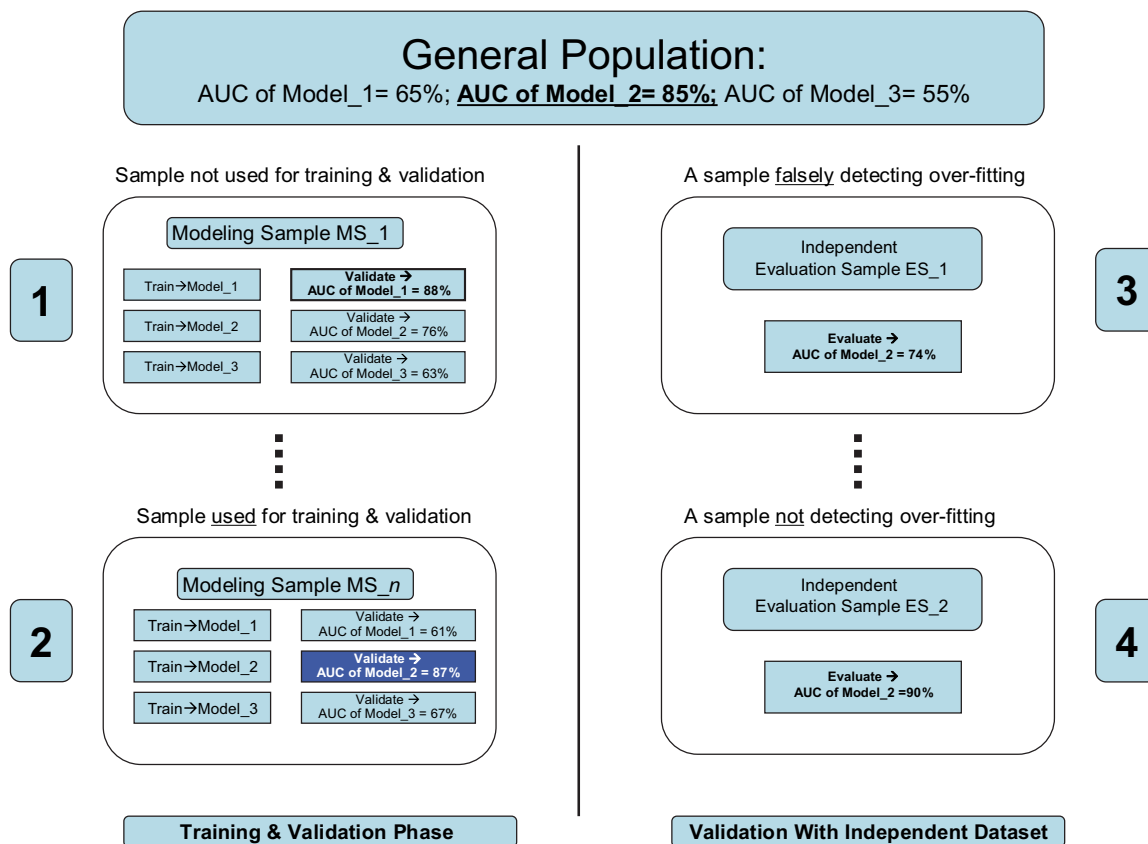 General Population:
AUC of Model_1= 65%; AUC of Model_2= 85%; AUC of Model_3= 55%
Sample not used for training & validation
Modeling Sample MS_1
1
Train→Model_1
Validate →
AUC of Model_1 = 88%
Train→Model_2
Validate →
AUC of Model_2 = 76%
Train→Model_3
Validate →
AUC of Model_3 = 63%
Sample used for training & validation
Modeling Sample MS_n
2
Train→Model_1
Validate →
AUC of Model_1 = 61%
Train→Model_2
Validate →
AUC of Model_2 = 87%
Train→Model_3
Validate →
AUC of Model_3 = 67%
Training & Validation Phase
A sample falsely detecting over-fitting
Independent
Evaluation Sample ES_1
3
Evaluate →
AUC of Model_2 = 74%
A sample not detecting over-fitting
Independent
Evaluation Sample ES_2
4
Evaluate →
AUC of Model_2 =90%
Validation With Independent Dataset